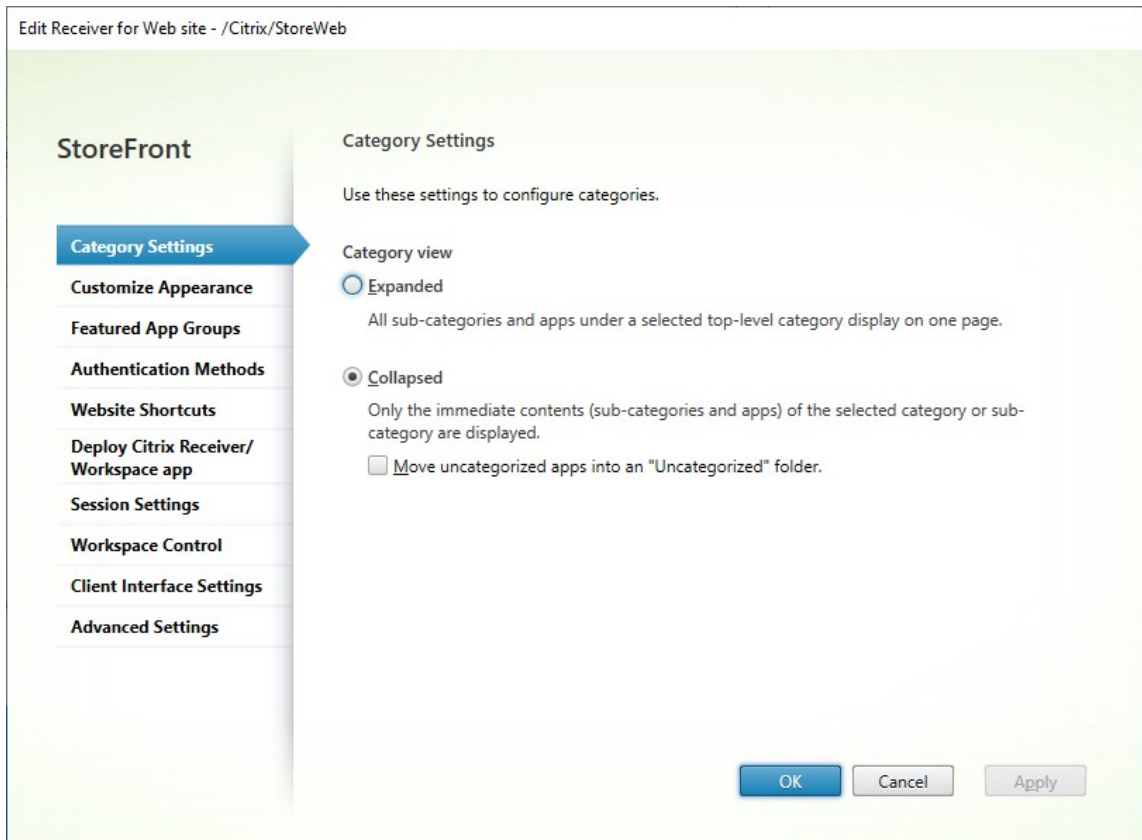 Edit Receiver for Web site - /Citrix/StoreWeb
StoreFront
Category Settings
Customize Appearance
Featured App Groups
Authentication Methods
Website Shortcuts
Deploy Citrix Receiver/
Workspace app
Session Settings
Workspace Control
Client Interface Settings
Advanced Settings
Category Settings
Use these settings to configure categories.
Category view
Expanded
All sub-categories and apps under a selected top-level category display on one page.
Collapsed
Only the immediate contents (sub-categories and apps) of the selected category or sub-
category are displayed.
Move uncategorized apps into an "Uncategorized" folder.
OK
Cancel
Apply